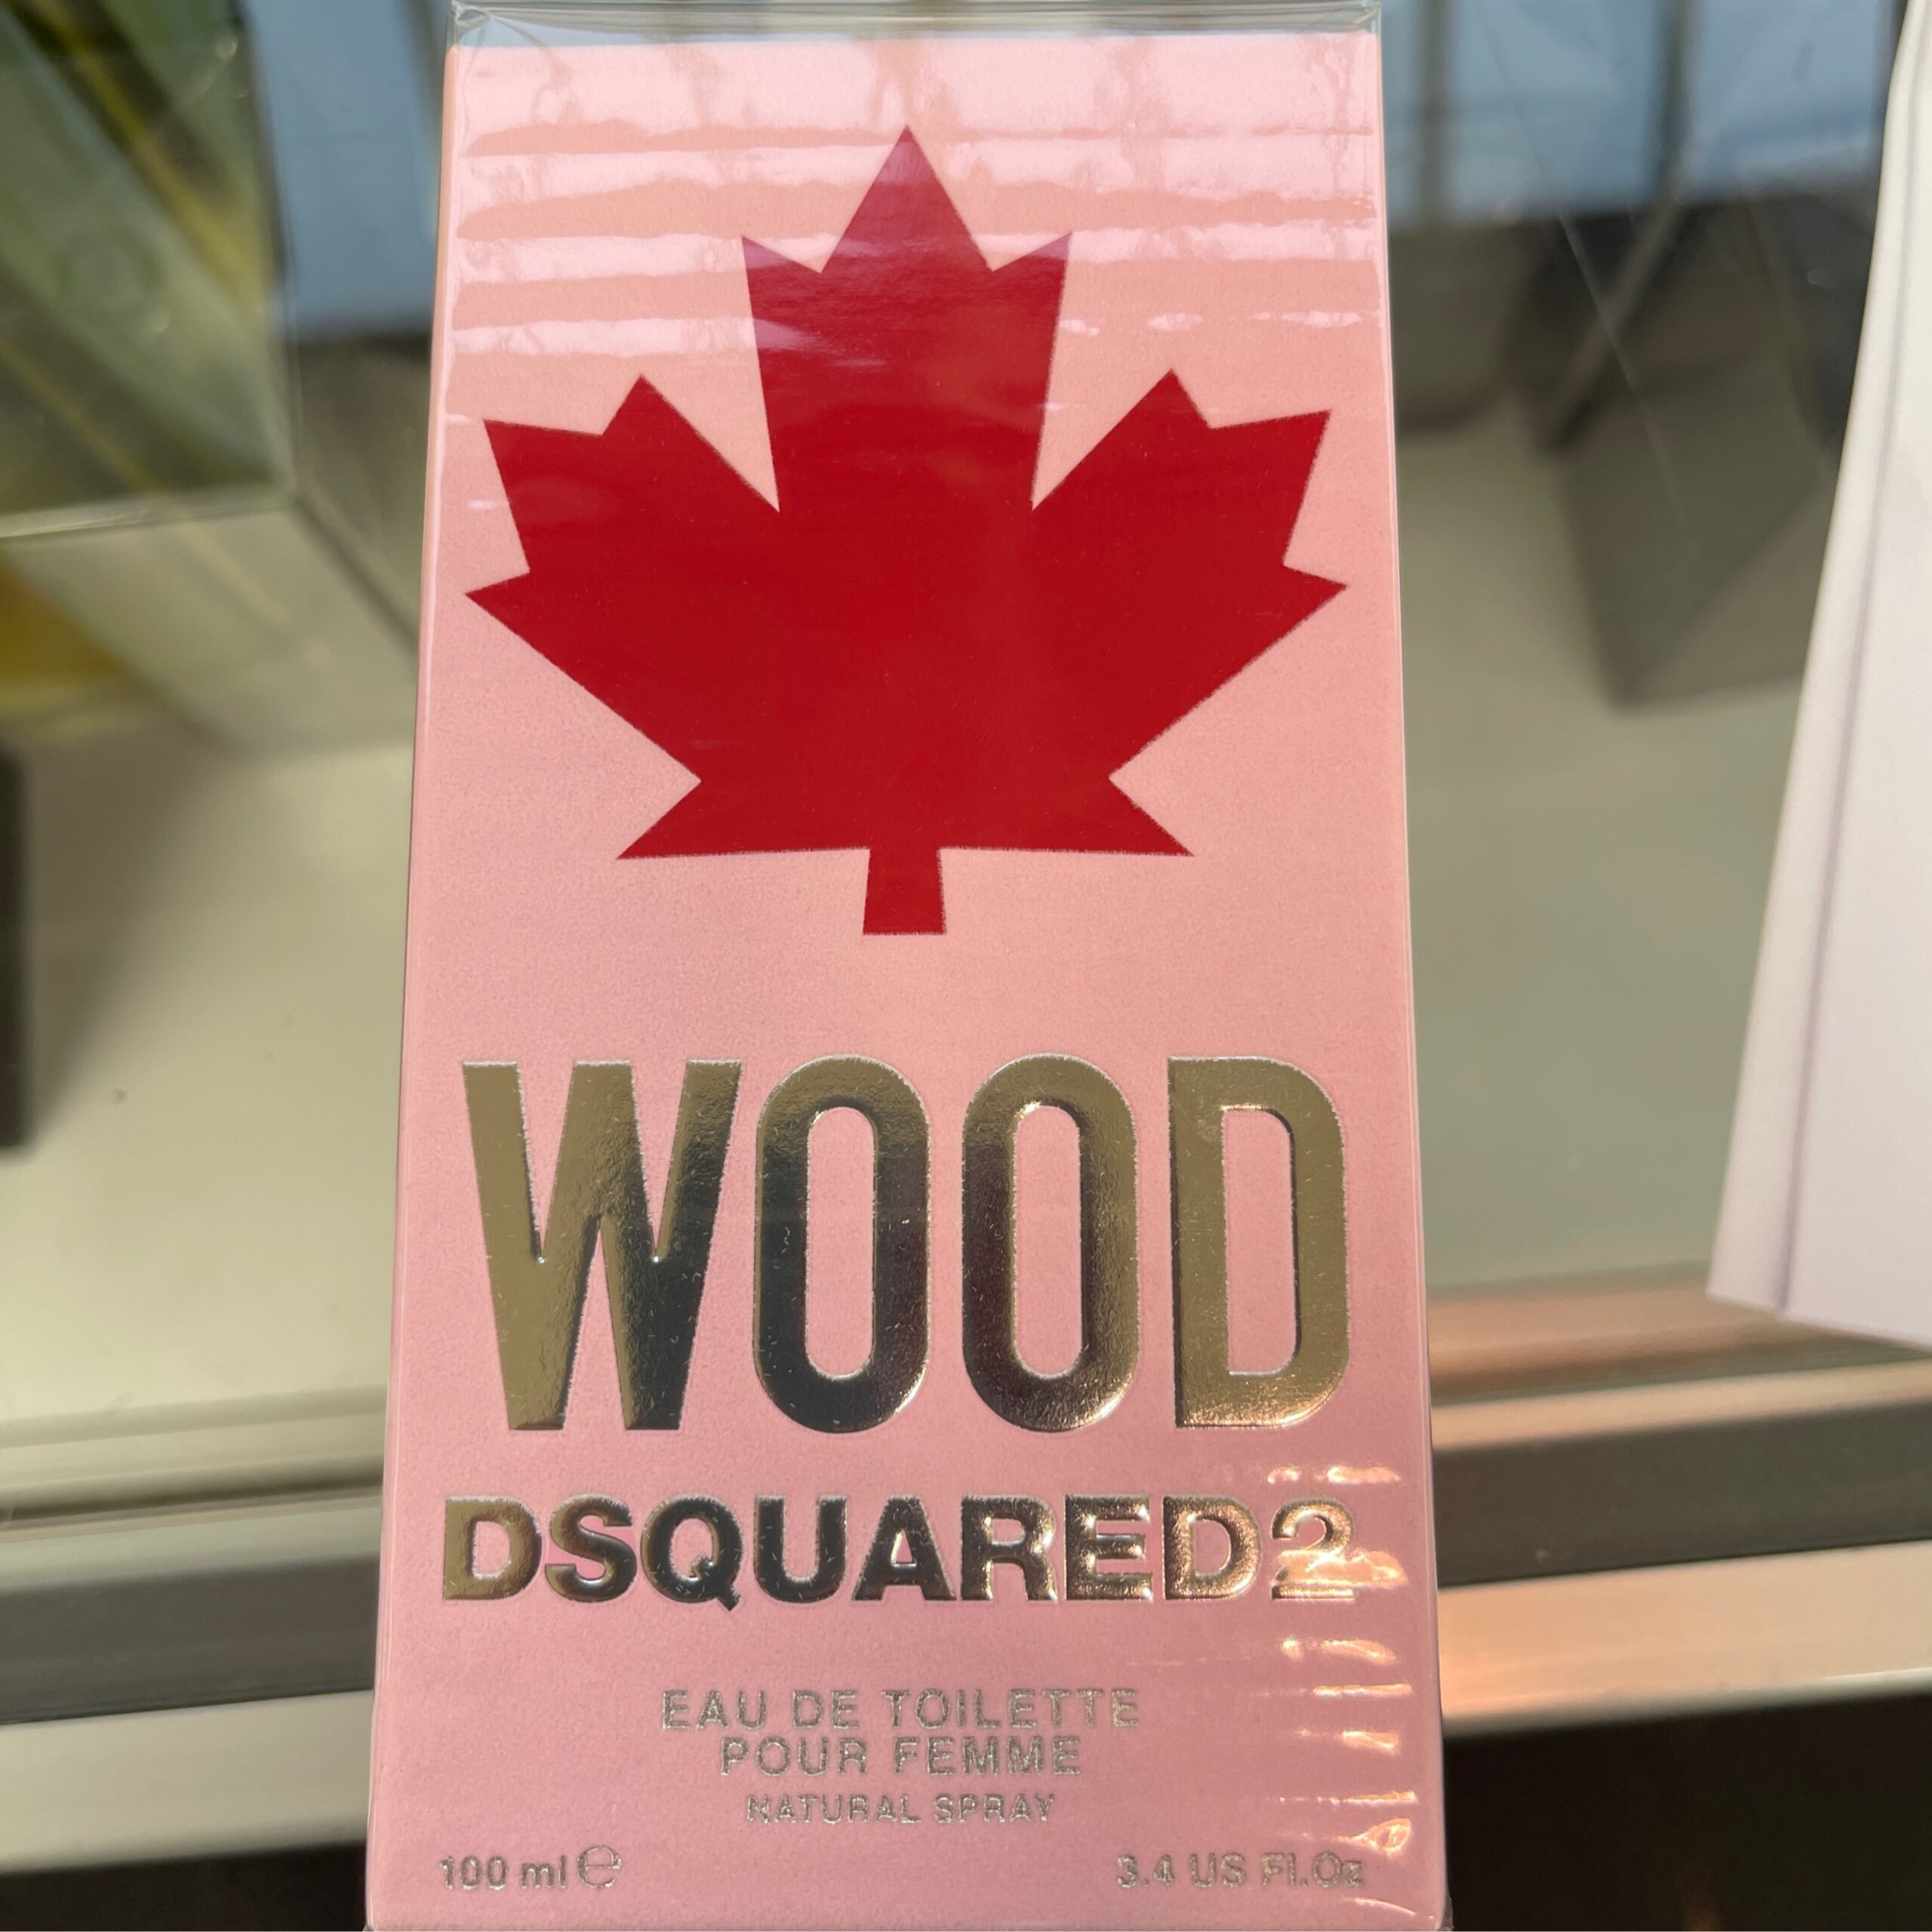 WOOD
DSQUARED2
EAU DE TOILETTE
POUR FEMME
NATURAL SPRAY
100 ml ℮
3.4 US Fl.Oz